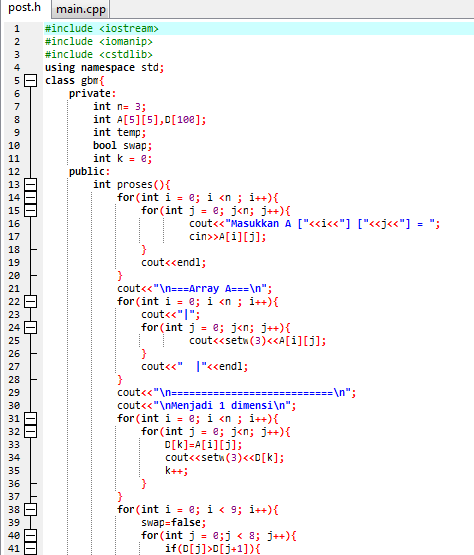 post.h main.cpp
1 #include <iostream>
2 #include <iomanip>
3 #include <cstdlib>
4 using namespace std;
5 class gbm{
6 private:
7 int n= 3;
8 int A[5][5],D[100];
9 int temp;
10 bool swap;
11 int k = 0;
12 public:
13 int proses(){
14 for(int i = 0; i <n ; i++){
15 for(int j = 0; j<n; j++){
16 cout<<"Masukkan A ["<<i<<"] ["<<j<<"] = ";
17 cin>>A[i][j];
18 }
19 cout<<endl;
20 }
21 cout<<"\n===Array A===\n";
22 for(int i = 0; i <n ; i++){
23 cout<<"|";
24 for(int j = 0; j<n; j++){
25 cout<<setw(3)<<A[i][j];
26 }
27 cout<<" |"<<endl;
28 }
29 cout<<"\n===========================\n";
30 cout<<"\nMenjadi 1 dimensi\n";
31 for(int i = 0; i <n ; i++){
32 for(int j = 0; j<n; j++){
33 D[k]=A[i][j];
34 cout<<setw(3)<<D[k];
35 k++;
36 }
37 }
38 for(int i = 0; i < 9; i++){
39 swap=false;
40 for(int j = 0;j < 8; j++){
41 if(D[j]>D[j+1]){